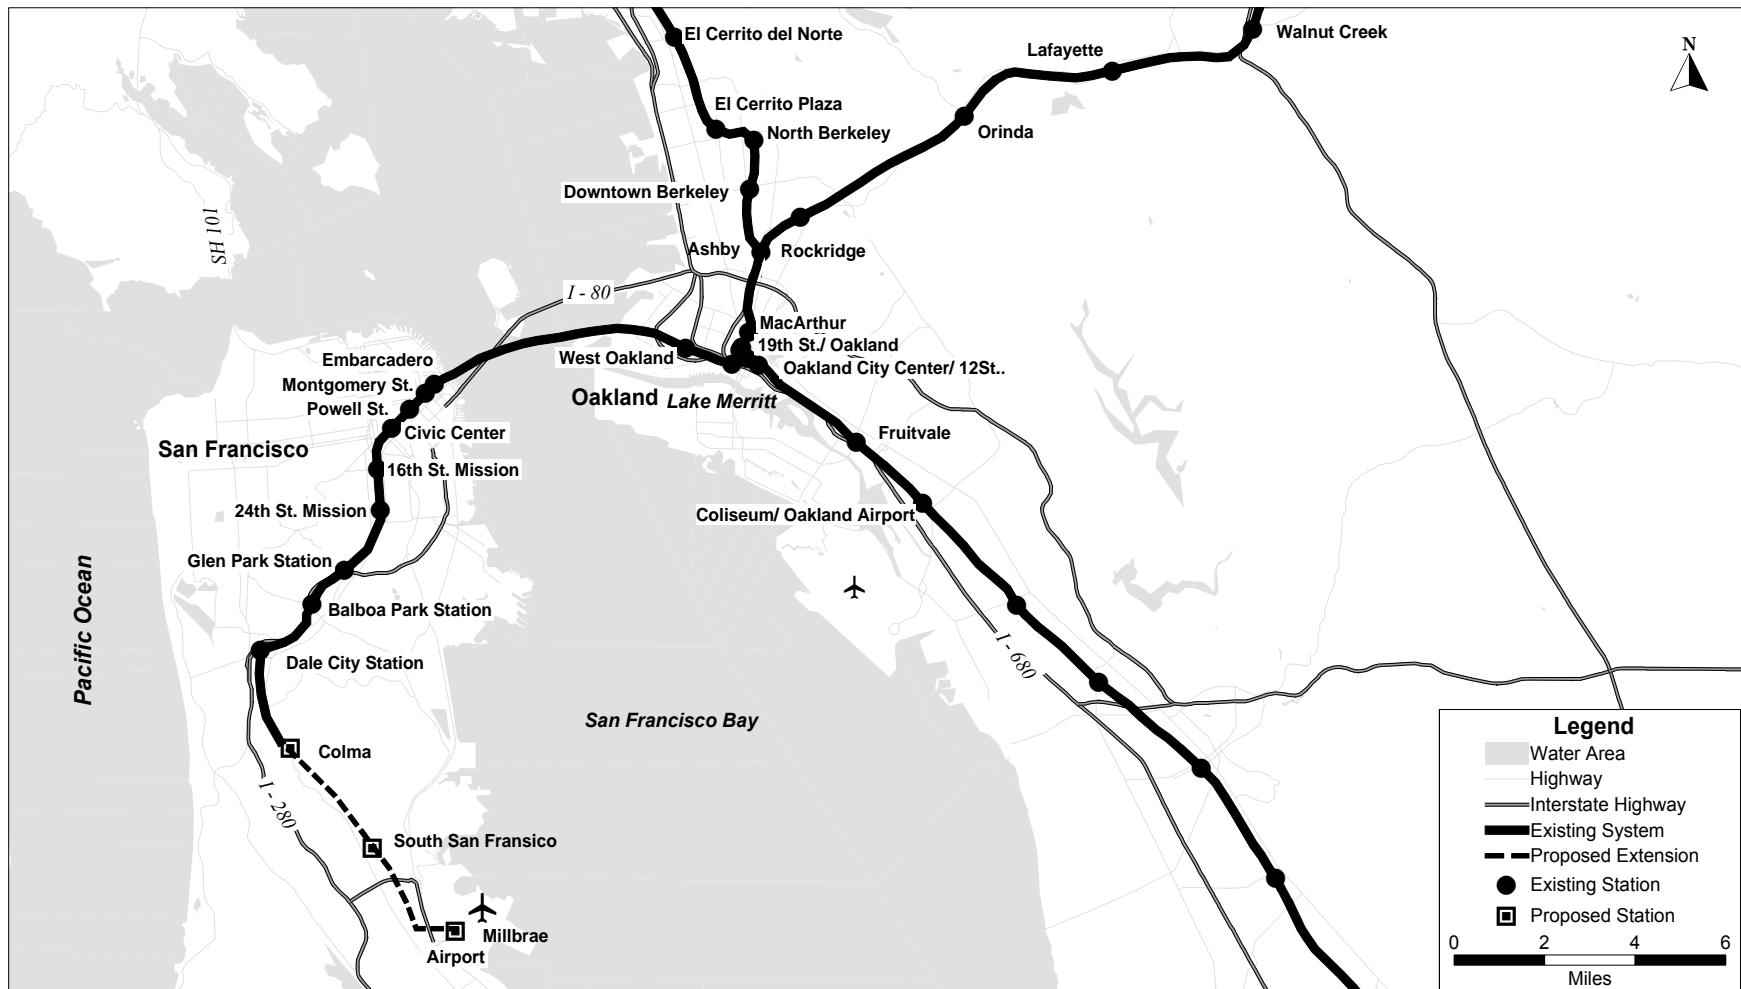 El Cerrito del Norte
Walnut Creek
Lafayette
N
El Cerrito Plaza
North Berkeley
Orinda
Downtown Berkeley
SH 101
Ashby
Rockridge
I - 80
MacArthur
19th St./ Oakland
West Oakland
Oakland City Center/ 12St..
Embarcadero
Montgomery St.
Powell St.
Oakland
Lake Merritt
Civic Center
Fruitvale
San Francisco
16th St. Mission
24th St. Mission
Coliseum/ Oakland Airport
Glen Park Station
Balboa Park Station
Pacific Ocean
Dale City Station
I - 680
San Francisco Bay
Colma
I - 280
South San Fransico
Millbrae
Airport
Legend
Water Area
Highway
Interstate Highway
Existing System
Proposed Extension
Existing Station
Proposed Station
0 2 4 6
Miles